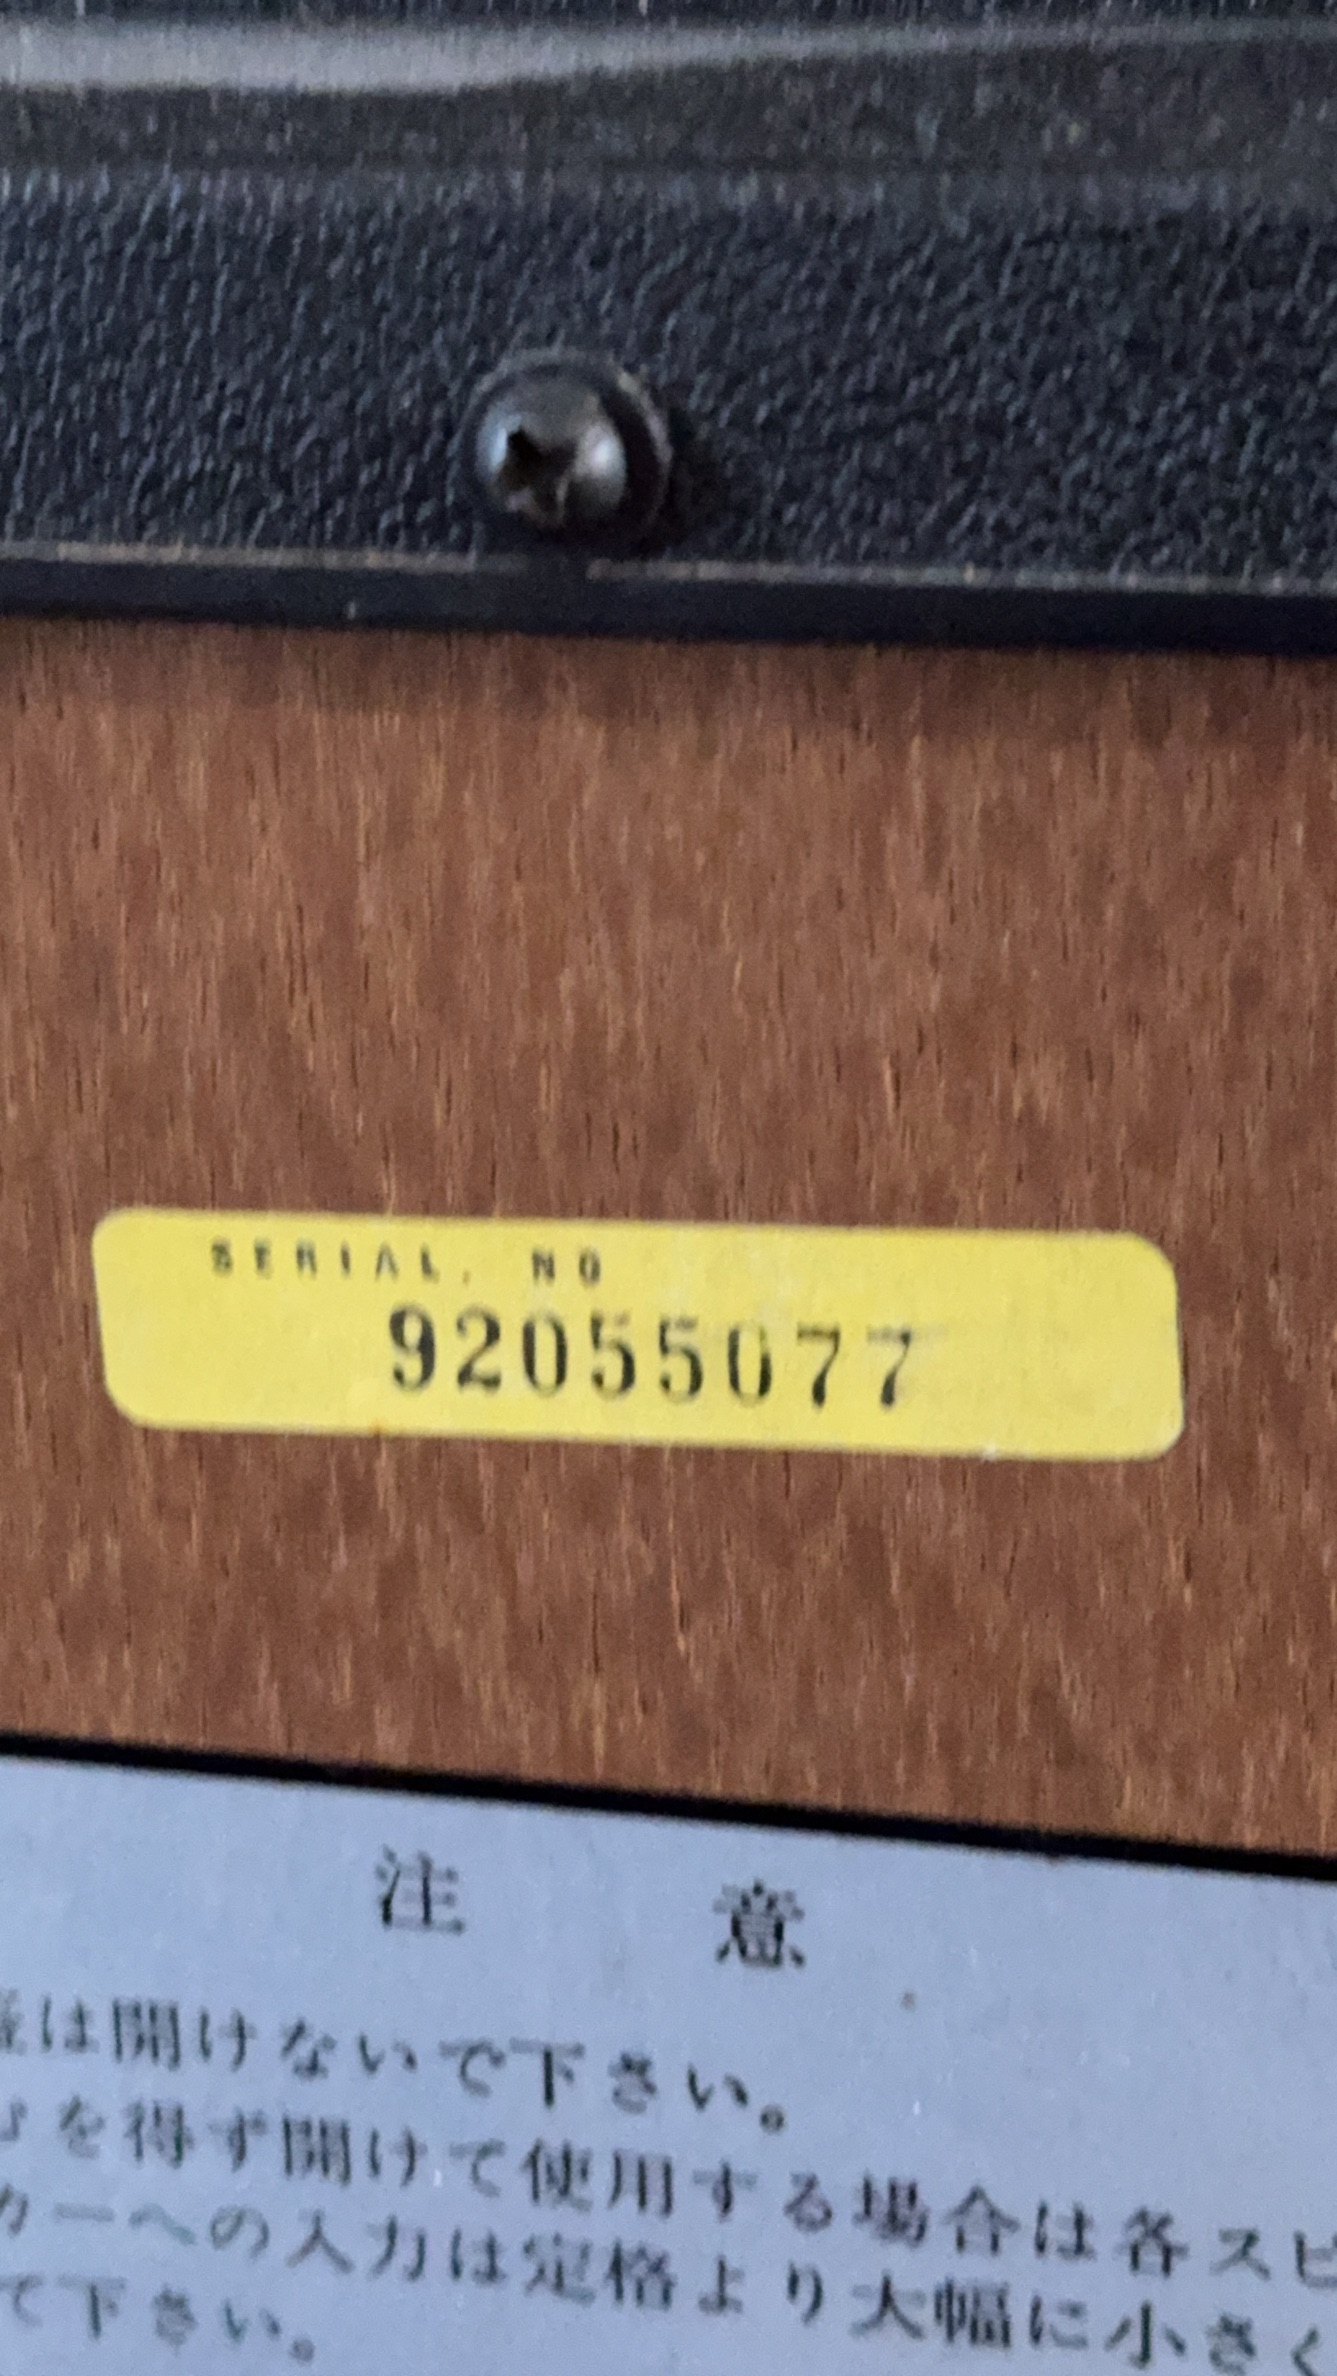 SERIAL. NO
92055077
注 意
は開けないで下さい。
を得ず開けて使用する場合は各スピ
カーへの入力は定格より大幅に小さく
て下さい。